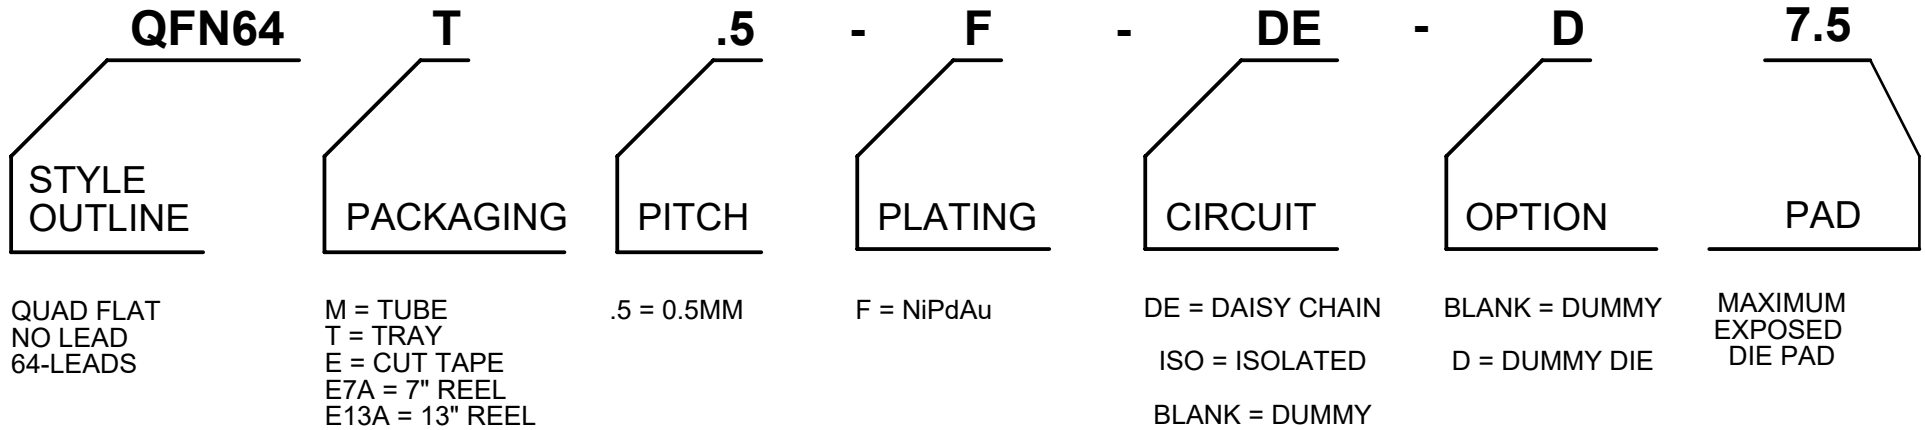 QFN64 T .5 - F - DE - D 7.5
STYLE
OUTLINE
PACKAGING
PITCH
PLATING
CIRCUIT
OPTION
PAD
QUAD FLAT
NO LEAD
64-LEADS
M = TUBE
T = TRAY
E = CUT TAPE
E7A = 7" REEL
E13A = 13" REEL
.5 = 0.5MM
F = NiPdAu
DE = DAISY CHAIN
ISO = ISOLATED
BLANK = DUMMY
BLANK = DUMMY
D = DUMMY DIE
MAXIMUM
EXPOSED
DIE PAD